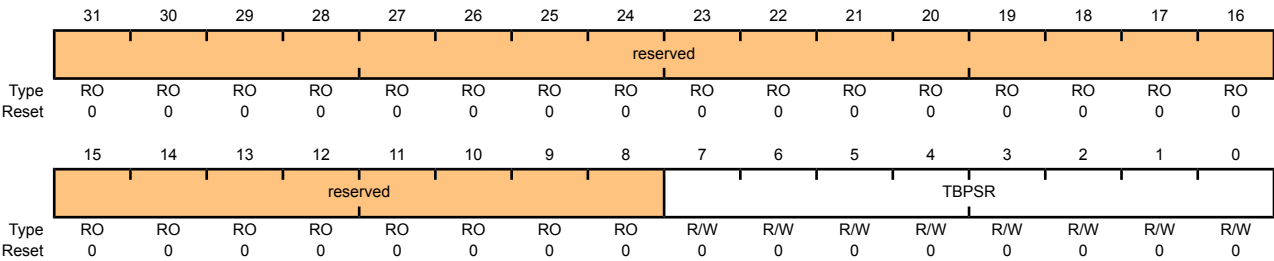 31 30 29 28 27 26 25 24 23 22 21 20 19 18 17 16
reserved
Type RO RO RO RO RO RO RO RO RO RO RO RO RO RO RO RO
Reset 0 0 0 0 0 0 0 0 0 0 0 0 0 0 0 0
15 14 13 12 11 10 9 8 7 6 5 4 3 2 1 0
reserved TBPSR
Type RO RO RO RO RO RO RO RO R/W R/W R/W R/W R/W R/W R/W R/W
Reset 0 0 0 0 0 0 0 0 0 0 0 0 0 0 0 0